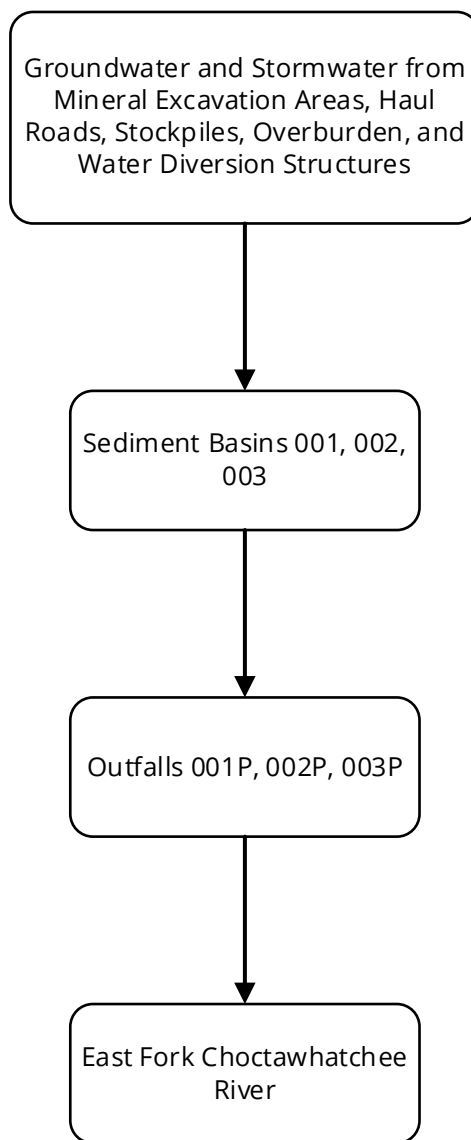 Groundwater and Stormwater from
Mineral Excavation Areas, Haul
Roads, Stockpiles, Overburden, and
Water Diversion Structures
Sediment Basins 001, 002,
003
Outfalls 001P, 002P, 003P
East Fork Choctawhatchee
River